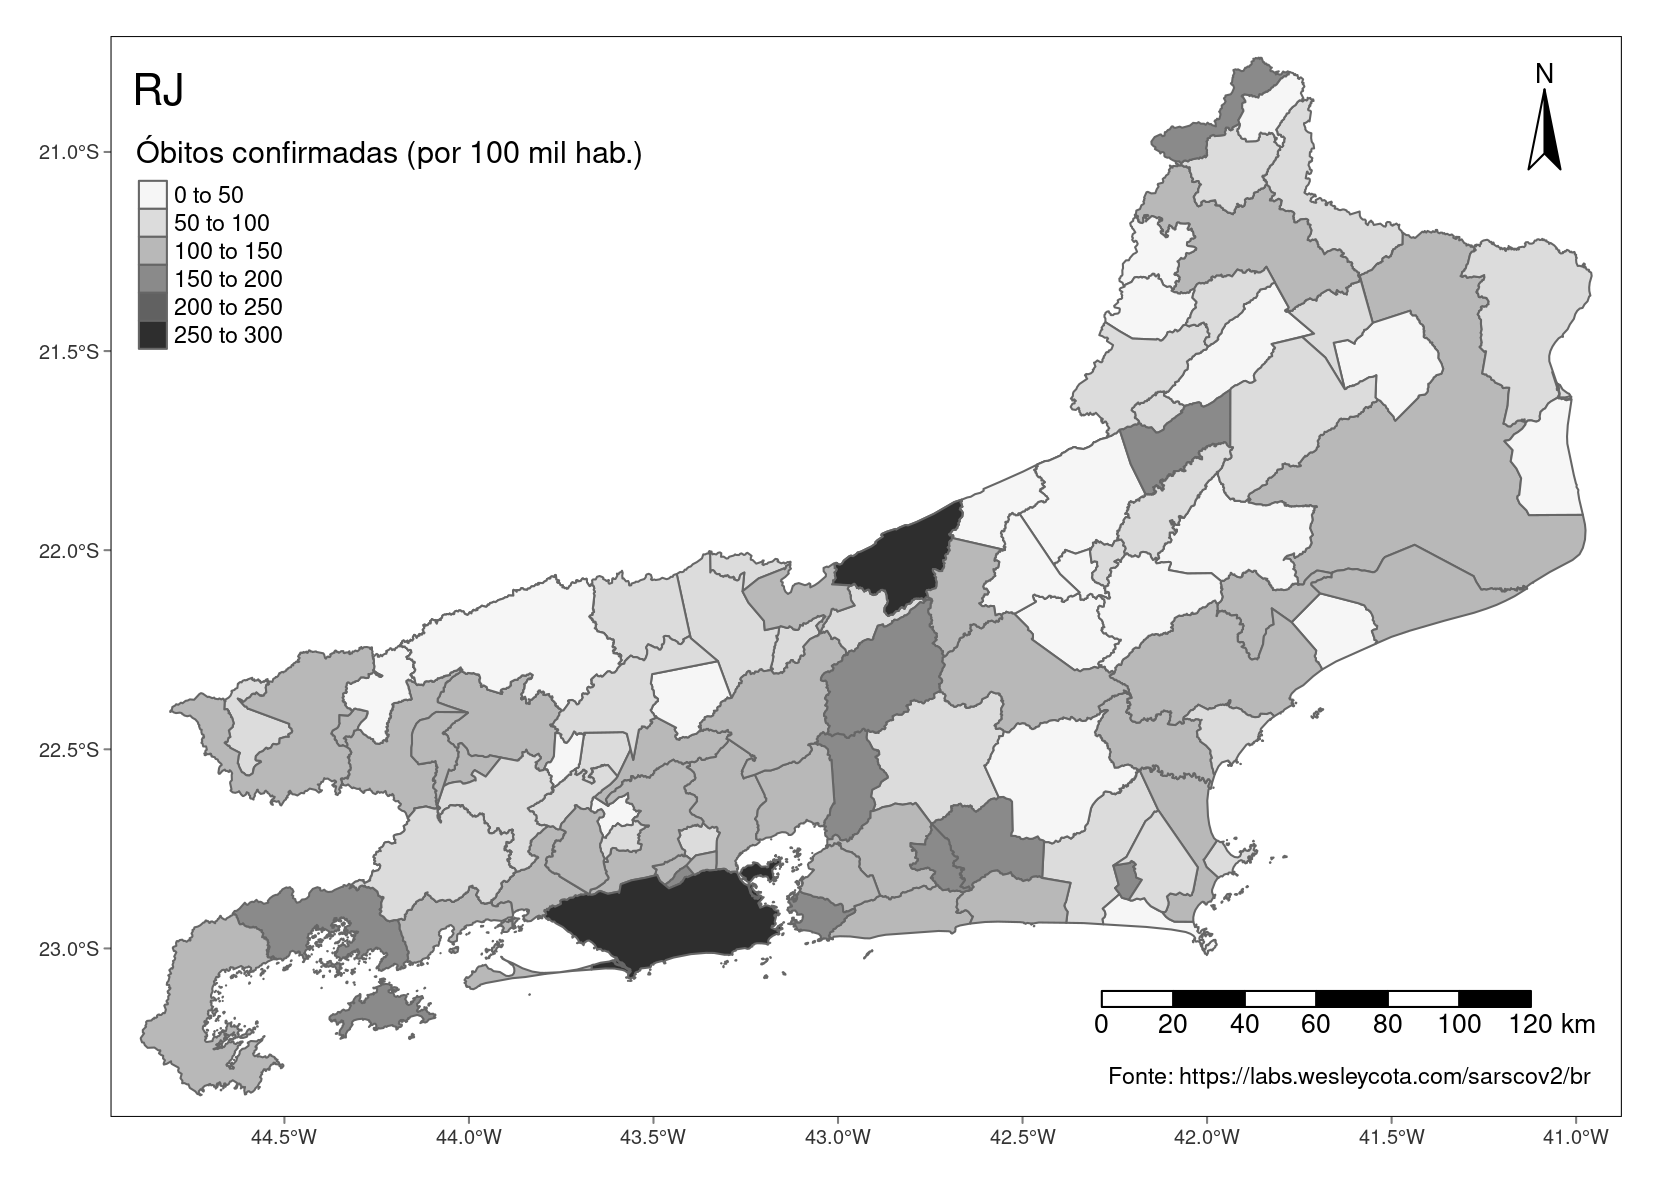 RJ
N
Óbitos confirmadas (por 100 mil hab.)
0 to 50
50 to 100
100 to 150
150 to 200
200 to 250
250 to 300
21.0°S
21.5°S
22.0°S
22.5°S
23.0°S
0 20 40 60 80 100 120 km
Fonte: https://labs.wesleycota.com/sarscov2/br
44.5°W 44.0°W 43.5°W 43.0°W 42.5°W 42.0°W 41.5°W 41.0°W